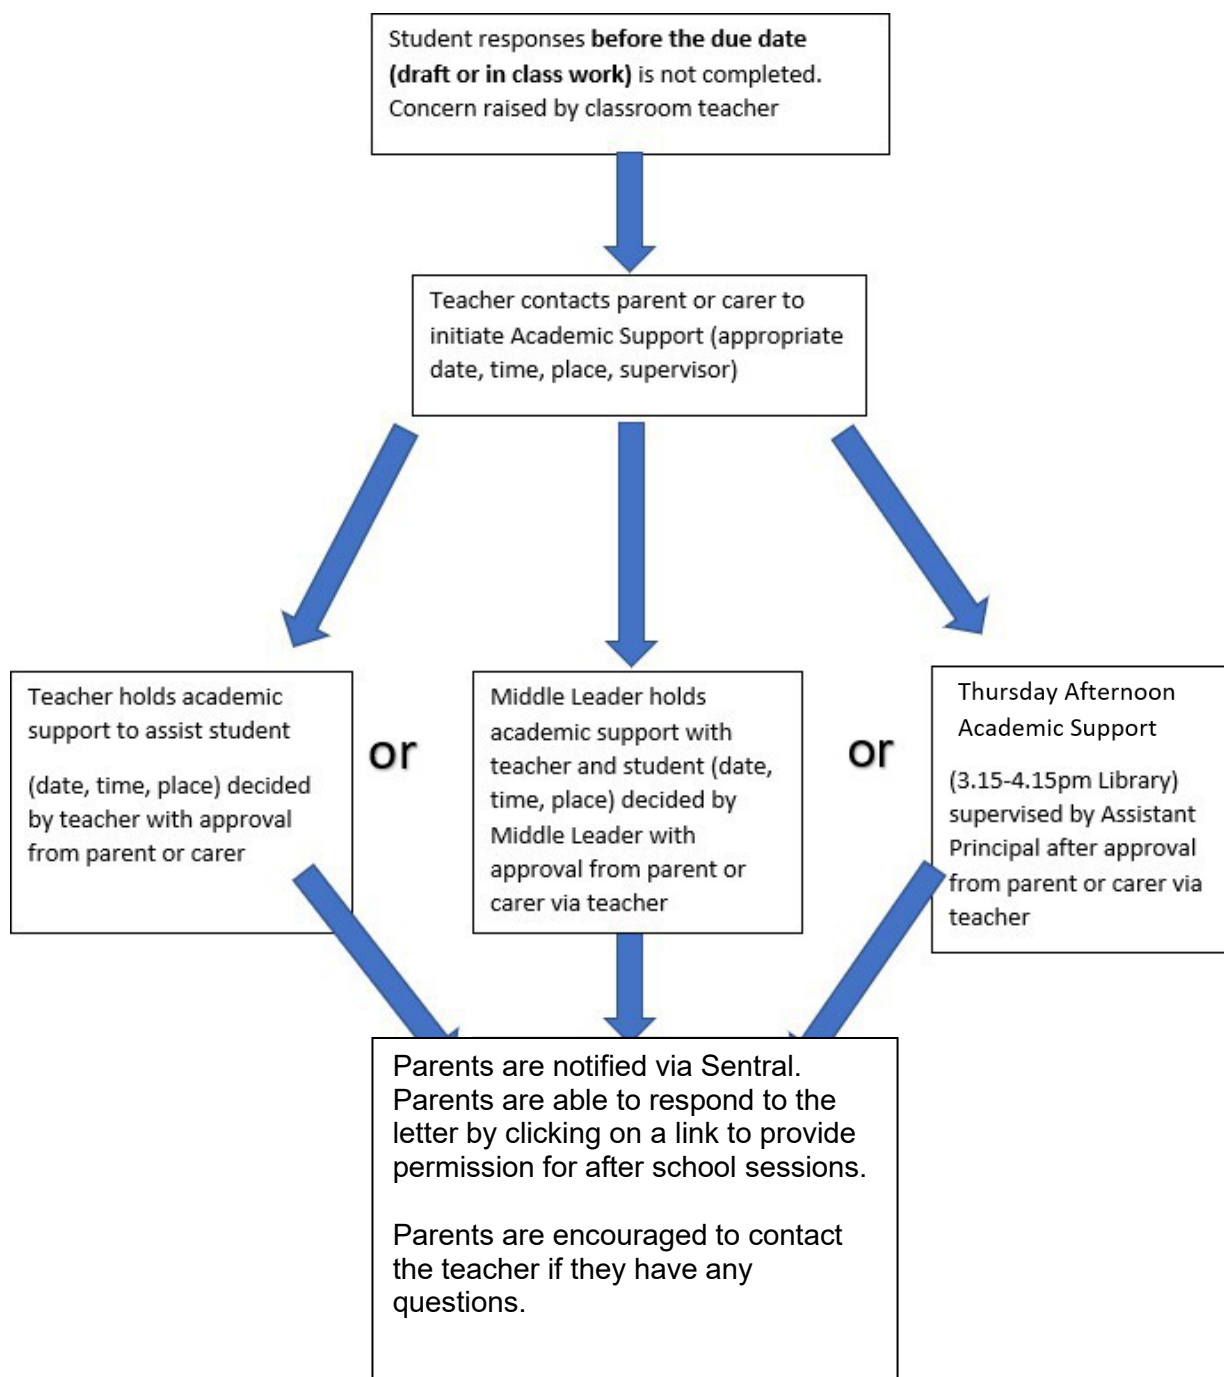 Student responses before the due date
(draft or in class work) is not completed.
Concern raised by classroom teacher
Teacher contacts parent or carer to
initiate Academic Support (appropriate
date, time, place, supervisor)
Teacher holds academic
support to assist student
(date, time, place) decided
by teacher with approval
from parent or carer
or
Middle Leader holds
academic support with
teacher and student (date,
time, place) decided by
Middle Leader with
approval from parent or
carer via teacher
or
Thursday Afternoon
Academic Support
(3.15-4.15pm Library)
supervised by Assistant
Principal after approval
from parent or carer via
teacher
Parents are notified via Sentral.
Parents are able to respond to the
letter by clicking on a link to provide
permission for after school sessions.
Parents are encouraged to contact
the teacher if they have any
questions.